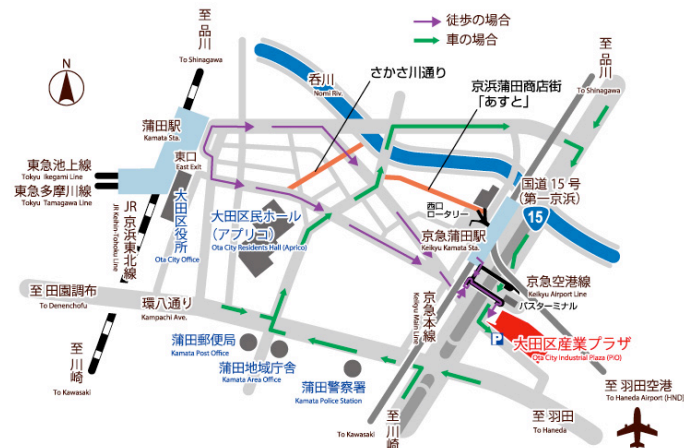 徒歩の場合
車の場合
至品川
To Shinagawa
至品川
To Shinagawa
N
呑川
Nomi Riv.
さかさ川通り
京浜蒲田商店街
「あすと」
蒲田駅
Kamata Sta.
東口
East Exit
東急池上線
Tokyu Ikegami Line
東急多摩川線
Tokyu Tamagawa Line
大田区役所
Ota City Office
JR京浜東北線
JR Keihin-Tohoku Line
大田区民ホール
（アプリコ）
Ota City Residents Hall (Aprico)
西口
ロータリー
国道15号
（第一京浜）
15
京急蒲田駅
Keikyu Kamata Sta.
京急空港線
Keikyu Airport Line
バスターミナル
至田園調布
To Denenchofu
環八通り
Kampachi Ave.
京急本線
Keikyu Main Line
P
大田区産業プラザ
Ota City Industrial Plaza (PiO)
蒲田郵便局
Kamata Post Office
蒲田地域庁舎
Kamata Area Office
蒲田警察署
Kamata Police Station
至川崎
To Kawasaki
至川崎
To Kawasaki
至羽田
To Haneda
至羽田空港
To Haneda Airport (HND)